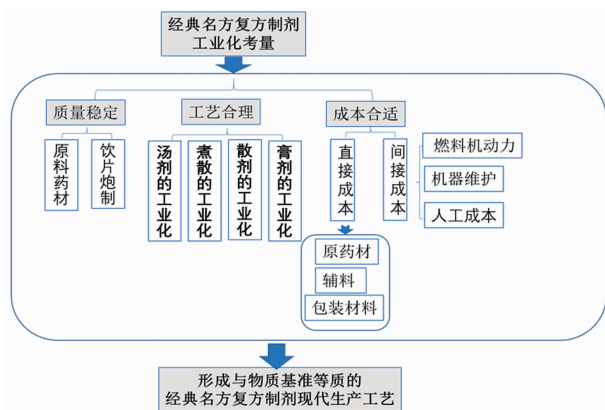 经典名方复方制剂
工业化考量
质量稳定
工艺合理
成本合适
原料药材
饮片炮制
汤剂的工业化
煮散的工业化
散剂的工业化
膏剂的工业化
直接成本
间接成本
燃料机动力
机器维护
人工成本
原药材
辅料
包装材料
形成与物质基准等质的
经典名方复方制剂现代生产工艺